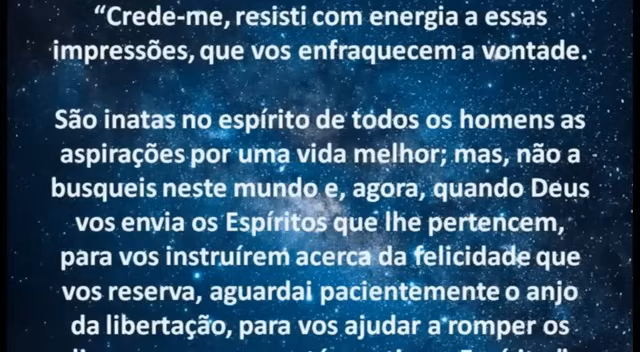 “Crede-me, resisti com energia a essas
impressões, que vos enfraquecem a vontade.
São inatas no espírito de todos os homens as
aspirações por uma vida melhor; mas, não a
busqueis neste mundo e, agora, quando Deus
vos envia os Espíritos que lhe pertencem,
para vos instruírem acerca da felicidade que
vos reserva, aguardai pacientemente o anjo
da libertação, para vos ajudar a romper os